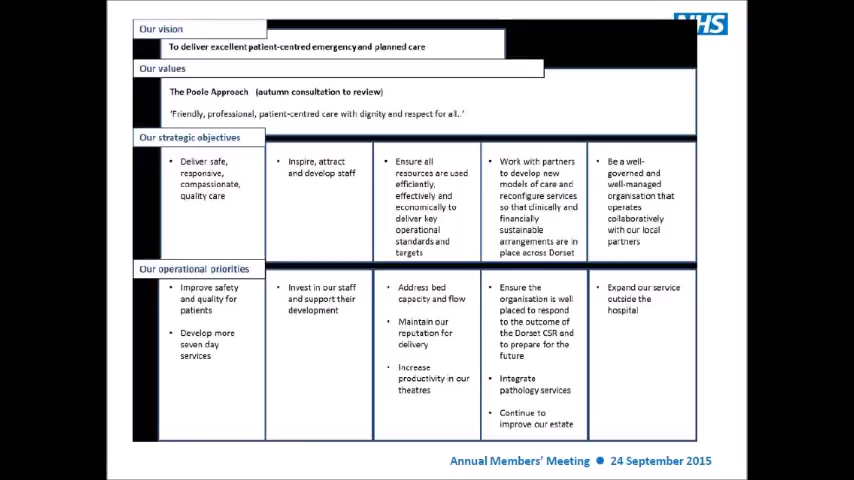 NHS
Our vision
To deliver excellent patient-centred emergency and planned care
Our values
The Poole Approach (autumn consultation to review)
'Friendly, professional, patient-centred care with dignity and respect for all..'
Our strategic objectives
• Deliver safe,
responsive,
compassionate,
quality care
• Inspire, attract
and develop staff
• Ensure all
resources are used
efficiently,
effectively and
economically to
deliver key
operational
standards and
targets
• Work with partners
to develop new
models of care and
reconfigure services
so that clinically and
financially
sustainable
arrangements are in
place across Dorset
• Be a well-
governed and
well-managed
organisation that
operates
collaboratively
with our local
partners
Our operational priorities
• Improve safety
and quality for
patients
• Develop more
seven day
services
• Invest in our staff
and support their
development
• Address bed
capacity and flow
• Maintain our
reputation for
delivery
• Increase
productivity in our
theatres
• Ensure the
organisation is well
placed to respond
to the outcome of
the Dorset CSR and
to prepare for the
future
• Integrate
pathology services
• Continue to
improve our estate
• Expand our service
outside the
hospital
Annual Members' Meeting ● 24 September 2015